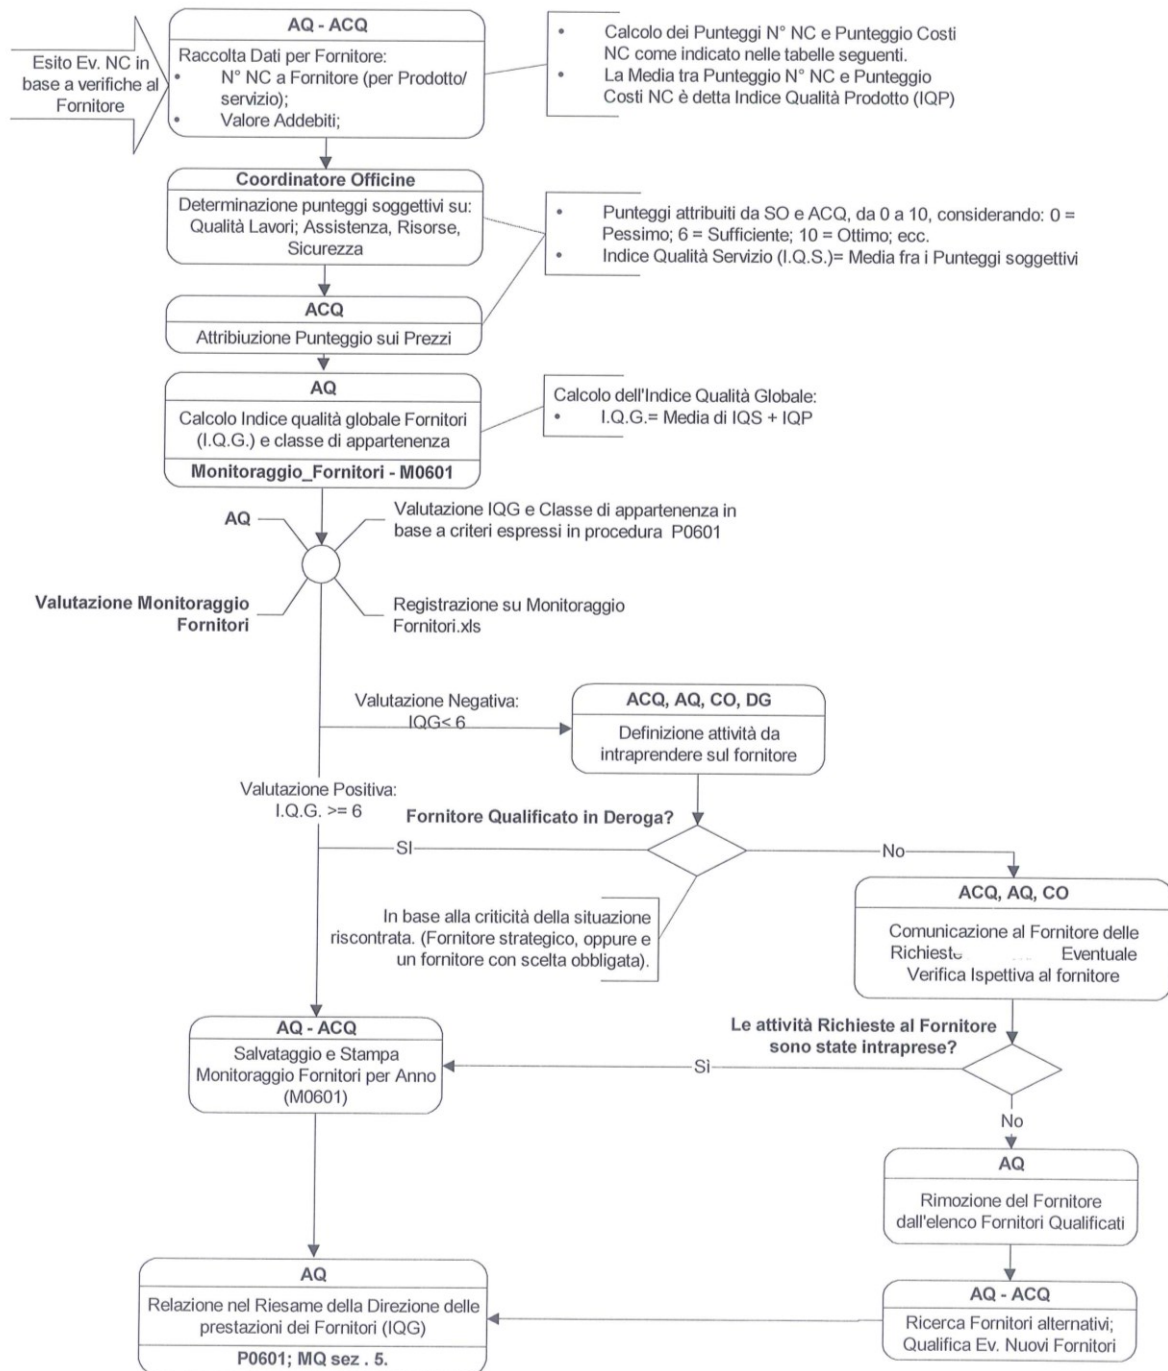 Esito Ev. NC in
base a verifiche al
Fornitore
AQ - ACQ
Raccolta Dati per Fornitore:
• N° NC a Fornitore (per Prodotto/
servizio);
• Valore Addebiti;
• Calcolo dei Punteggi N° NC e Punteggio Costi
NC come indicato nelle tabelle seguenti.
• La Media tra Punteggio N° NC e Punteggio
Costi NC è detta Indice Qualità Prodotto (IQP)
Coordinatore Officine
Determinazione punteggi soggettivi su:
Qualità Lavori; Assistenza, Risorse,
Sicurezza
• Punteggi attribuiti da SO e ACQ, da 0 a 10, considerando: 0 =
Pessimo; 6 = Sufficiente; 10 = Ottimo; ecc.
• Indice Qualità Servizio (I.Q.S.)= Media fra i Punteggi soggettivi
ACQ
Attribiuzione Punteggio sui Prezzi
AQ
Calcolo Indice qualità globale Fornitori
(I.Q.G.) e classe di appartenenza
Monitoraggio_Fornitori - M0601
Calcolo dell'Indice Qualità Globale:
• I.Q.G.= Media di IQS + IQP
AQ
Valutazione IQG e Classe di appartenenza in
base a criteri espressi in procedura P0601
Valutazione Monitoraggio
Fornitori
Registrazione su Monitoraggio
Fornitori.xls
Valutazione Negativa:
IQG< 6
ACQ, AQ, CO, DG
Definizione attività da
intraprendere sul fornitore
Valutazione Positiva:
I.Q.G. >= 6
Fornitore Qualificato in Deroga?
SI
No
In base alla criticità della situazione
riscontrata. (Fornitore strategico, oppure e
un fornitore con scelta obbligata).
ACQ, AQ, CO
Comunicazione al Fornitore delle
Richieste Eventuale
Verifica Ispettiva al fornitore
Le attività Richieste al Fornitore
sono state intraprese?
Sì
No
AQ - ACQ
Salvataggio e Stampa
Monitoraggio Fornitori per Anno
(M0601)
AQ
Rimozione del Fornitore
dall'elenco Fornitori Qualificati
AQ - ACQ
Ricerca Fornitori alternativi;
Qualifica Ev. Nuovi Fornitori
AQ
Relazione nel Riesame della Direzione delle
prestazioni dei Fornitori (IQG)
P0601; MQ sez . 5.